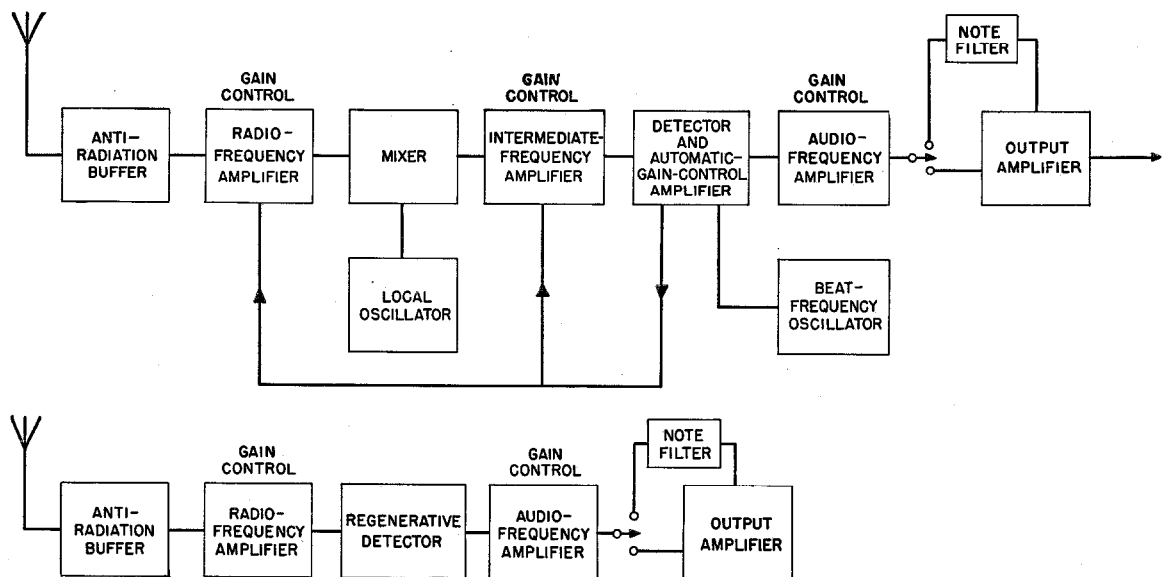 NOTE
FILTER
GAIN
CONTROL
GAIN
CONTROL
GAIN
CONTROL
ANTI-
RADIATION
BUFFER
RADIO-
FREQUENCY
AMPLIFIER
MIXER
INTERMEDIATE-
FREQUENCY
AMPLIFIER
DETECTOR
AND
AUTOMATIC-
GAIN-CONTROL
AMPLIFIER
AUDIO-
FREQUENCY
AMPLIFIER
OUTPUT
AMPLIFIER
LOCAL
OSCILLATOR
BEAT-
FREQUENCY
OSCILLATOR
NOTE
FILTER
GAIN
CONTROL
GAIN
CONTROL
ANTI-
RADIATION
BUFFER
RADIO-
FREQUENCY
AMPLIFIER
REGENERATIVE
DETECTOR
AUDIO-
FREQUENCY
AMPLIFIER
OUTPUT
AMPLIFIER